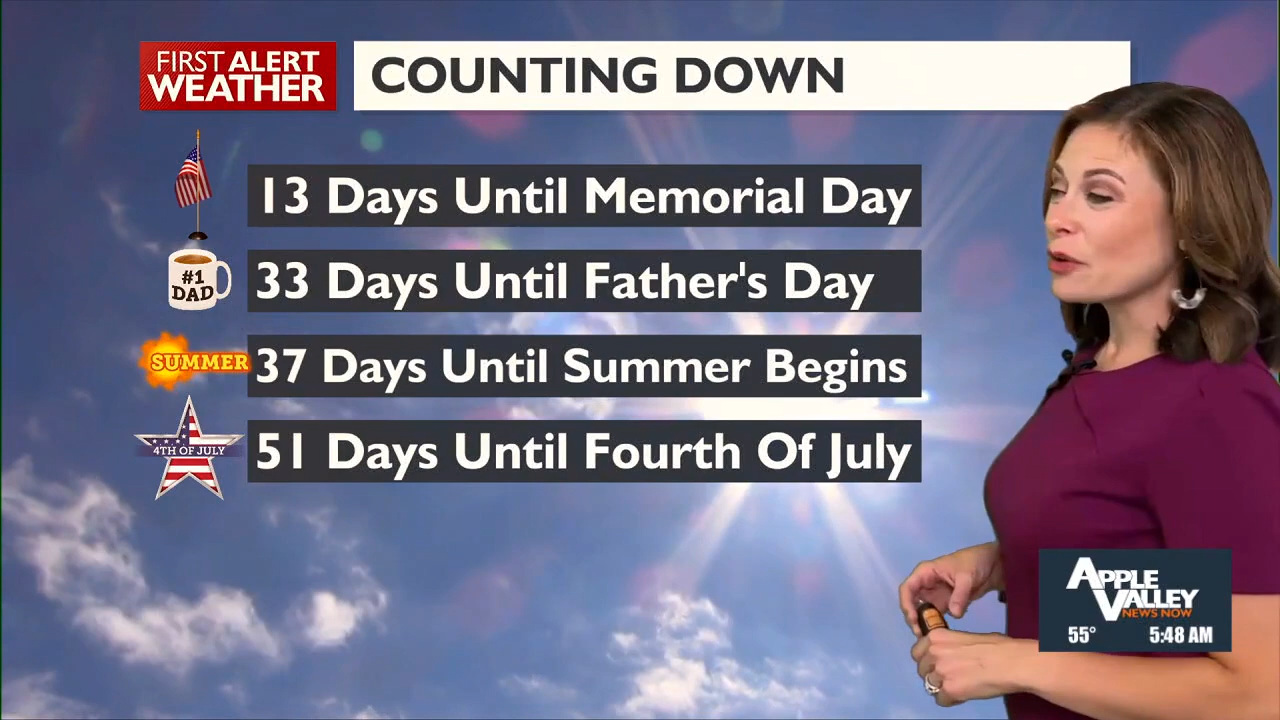 FIRST ALERT
WEATHER
COUNTING DOWN
13 Days Until Memorial Day
#1
DAD
33 Days Until Father's Day
SUMMER
37 Days Until Summer Begins
4TH OF JULY
51 Days Until Fourth Of July
APPLE
VALLEY
NEWS NOW
55° 5:48 AM